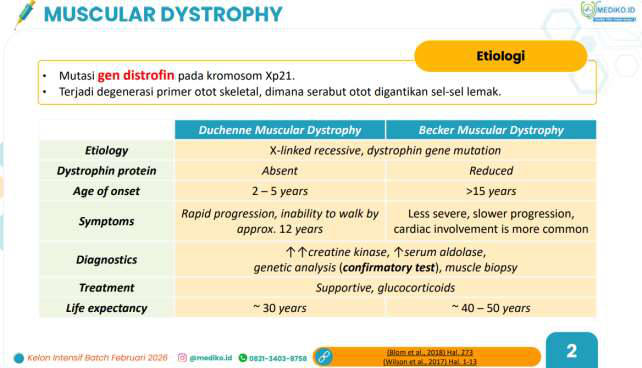 MUSCULAR DYSTROPHY
MEDIKO.ID
Etiologi
• Mutasi gen distrofin pada kromosom Xp21.
• Terjadi degenerasi primer otot skeletal, dimana serabut otot digantikan sel-sel lemak.
Duchenne Muscular Dystrophy Becker Muscular Dystrophy
Etiology X-linked recessive, dystrophin gene mutation
Dystrophin protein Absent Reduced
Age of onset 2 – 5 years >15 years
Symptoms Rapid progression, inability to walk by approx. 12 years Less severe, slower progression, cardiac involvement is more common
Diagnostics ↑↑creatine kinase, ↑serum aldolase,
genetic analysis (confirmatory test), muscle biopsy
Treatment Supportive, glucocorticoids
Life expectancy ~ 30 years ~ 40 – 50 years
Kelon Intensif Batch Februari 2026 @mediko.id 0821-3403-8758
(Blom et al., 2018) Hal. 273
(Wilson et al., 2017) Hal. 1-13
2